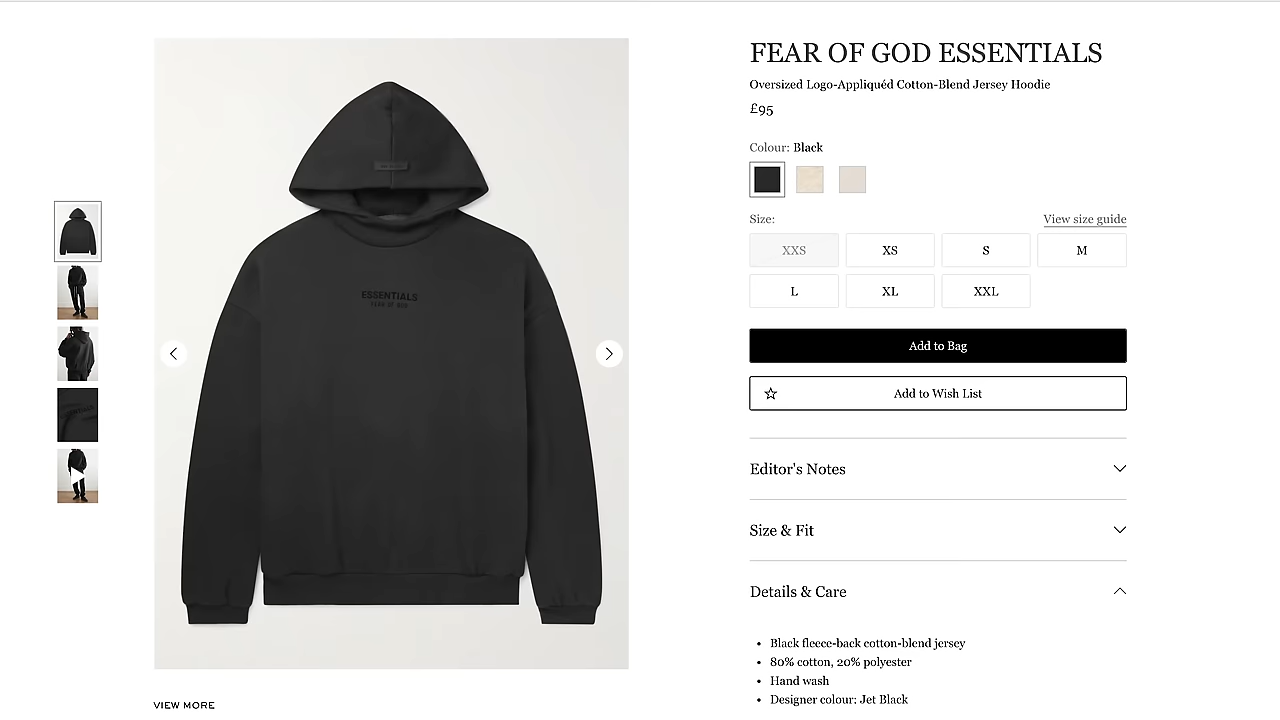 ESSENTIALS
FEAR OF GOD
VIEW MORE
FEAR OF GOD ESSENTIALS
Oversized Logo-Appliquéd Cotton-Blend Jersey Hoodie
£95
Colour: Black
Size:
View size guide
XXS
XS
S
M
L
XL
XXL
Add to Bag
Add to Wish List
Editor's Notes
Size & Fit
Details & Care
• Black fleece-back cotton-blend jersey
• 80% cotton, 20% polyester
• Hand wash
• Designer colour: Jet Black